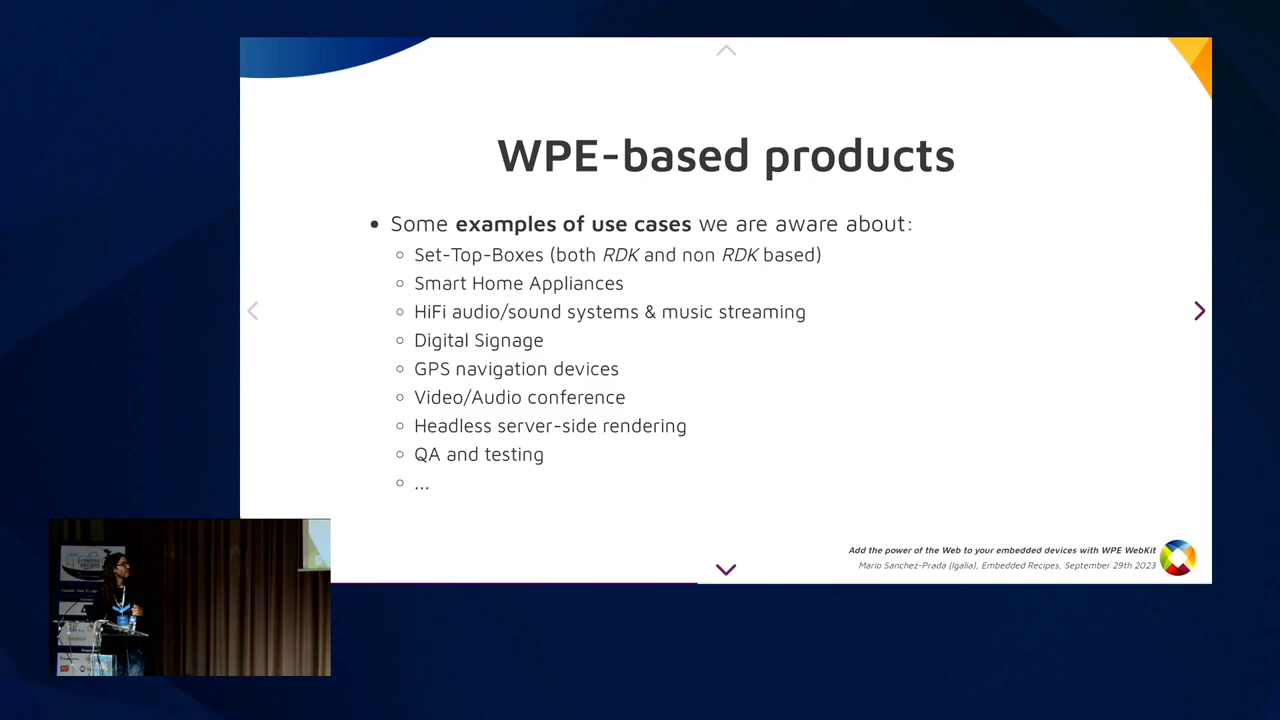 WPE-based products
• Some examples of use cases we are aware about:
◦ Set-Top-Boxes (both RDK and non RDK based)
◦ Smart Home Appliances
◦ HiFi audio/sound systems & music streaming
◦ Digital Signage
◦ GPS navigation devices
◦ Video/Audio conference
◦ Headless server-side rendering
◦ QA and testing
◦ ...
Add the power of the Web to your embedded devices with WPE WebKit
Mario Sánchez-Prada (Igalia), Embedded Recipes, September 29th 2023